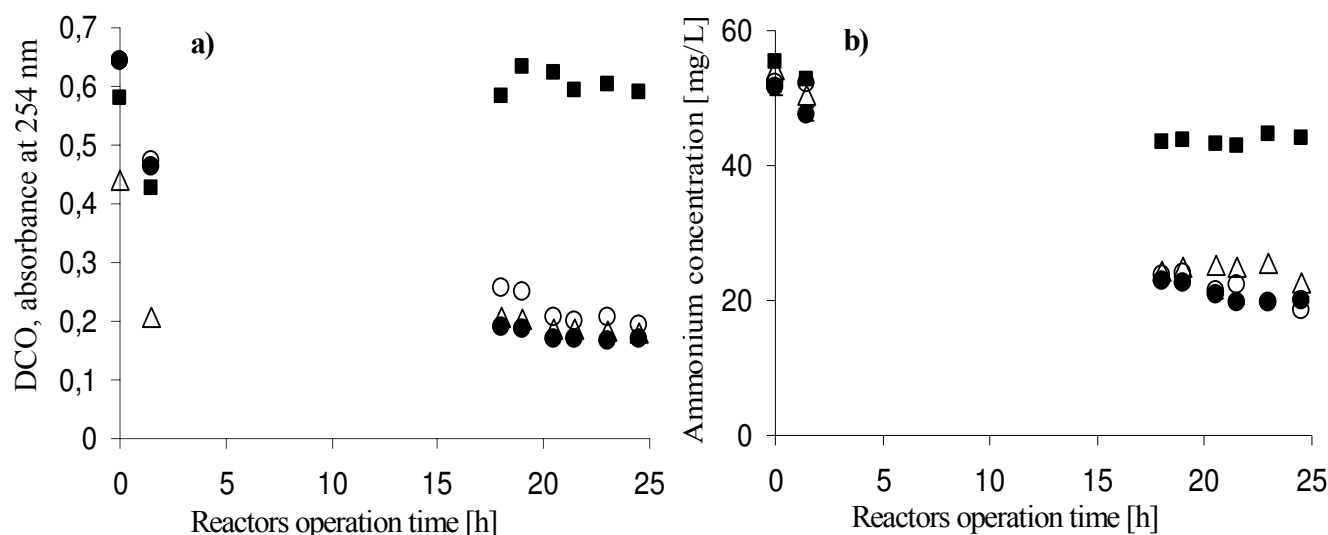 a)
DCO, absorbance at 254 nm
0,7
0,6
0,5
0,4
0,3
0,2
0,1
0
0 5 10 15 20 25
Reactors operation time [h]
b)
Ammonium concentration [mg/L]
60
40
20
0
0 5 10 15 20 25
Reactors operation time [h]